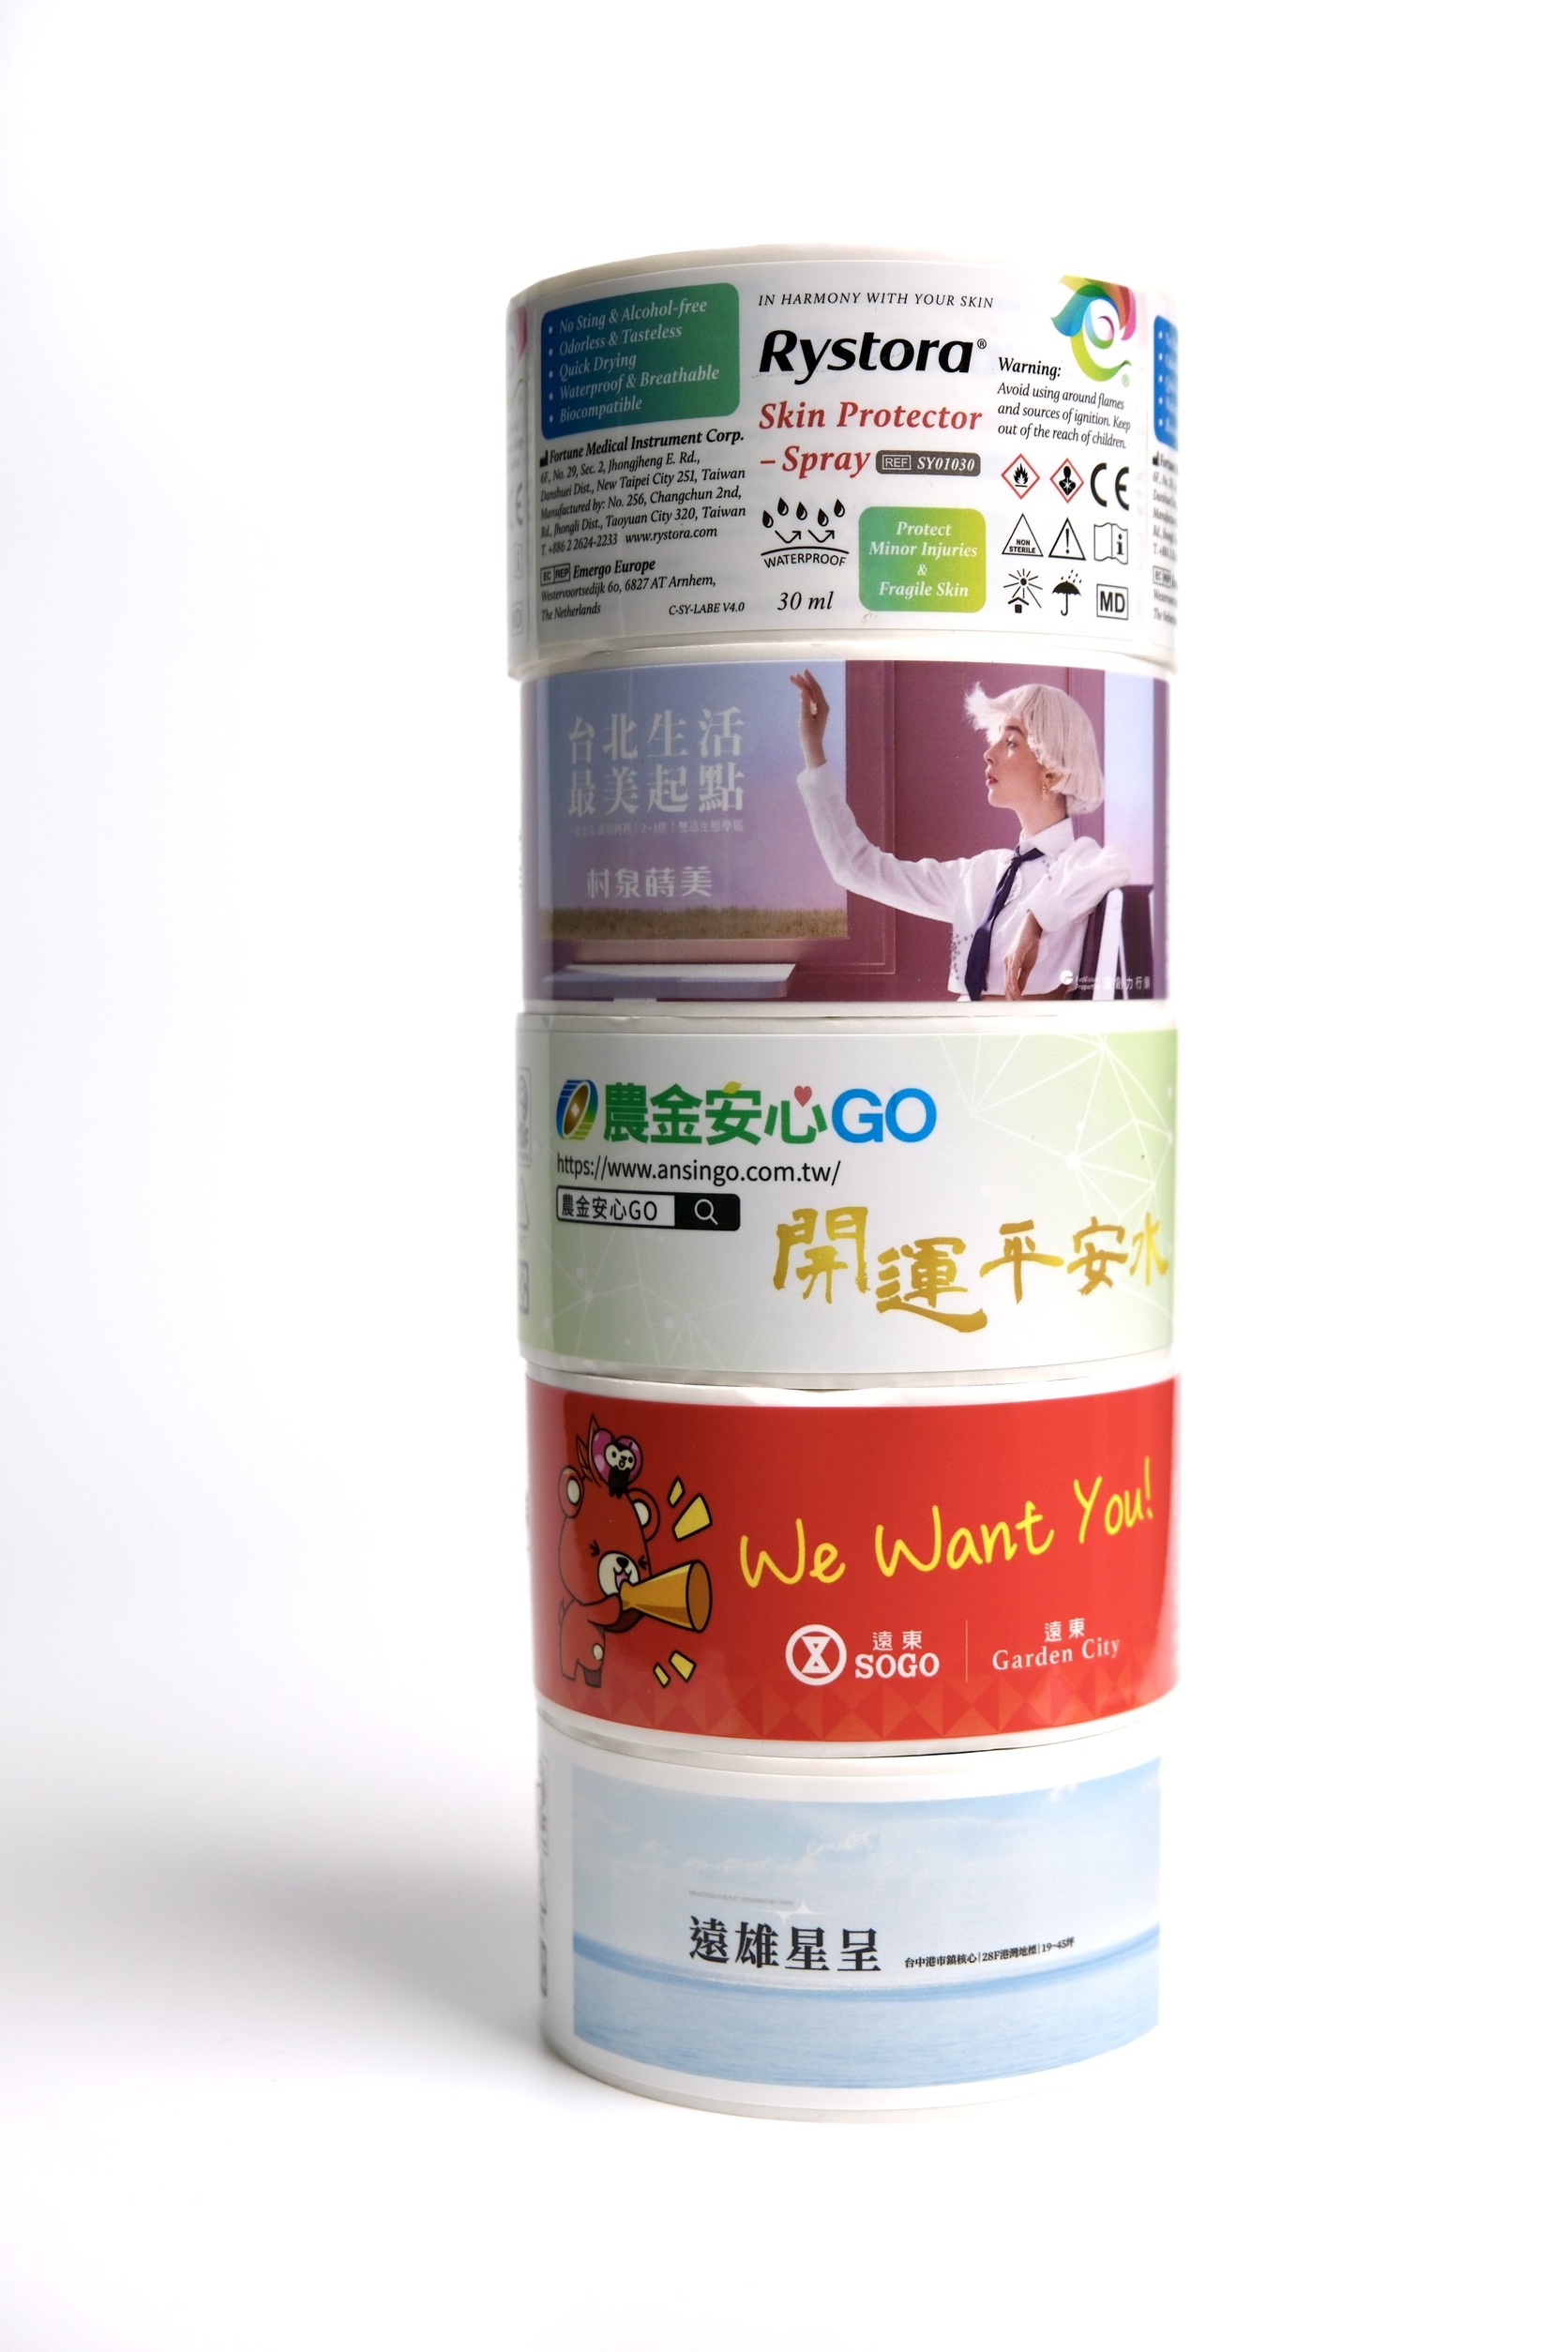 • No Sting & Alcohol-free
• Odorless & Tasteless
• Quick Drying
• Waterproof & Breathable
• Biocompatible
Fortune Medical Instrument Corp.
6F, No. 29, Sec. 2, Jhongjheng E. Rd.,
Danshuei Dist., New Taipei City 251, Taiwan
Manufactured by: No. 256, Changchun 2nd,
Rd., Jhongli Dist., Taoyuan City 320, Taiwan
T. +886 2 2624-2233 www.rystora.com
EC REP Emergo Europe
Westervoortsedijk 60, 6827 AT Arnhem,
The Netherlands
C-SY-LABE V4.0
IN HARMONY WITH YOUR SKIN
Rystora®
Skin Protector
– Spray REF SY01030
WATERPROOF
30 ml
Protect
Minor Injuries
&
Fragile Skin
Warning:
Avoid using around flames
and sources of ignition. Keep
out of the reach of children.
CE
NON
STERILE
MD
台北生活
最美起點
村泉蒔美
農金安心GO
https://www.ansingo.com.tw/
農金安心GO
開運平安水
We Want You!
遠東
SOGO
遠東
Garden City
遠雄星呈
台中港市鎮核心|28F港灣地標|19~45坪